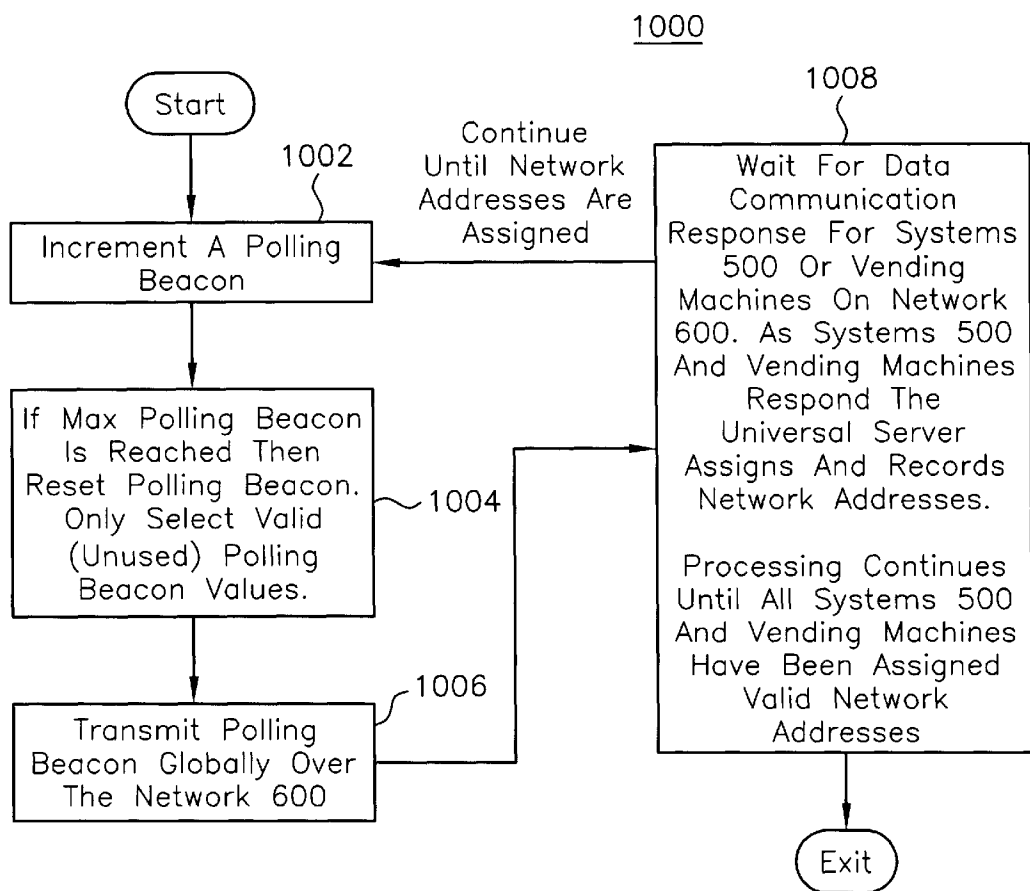 1000
Start
1002
Increment A Polling
Beacon
If Max Polling Beacon
Is Reached Then
Reset Polling Beacon.
Only Select Valid
(Unused) Polling
Beacon Values.
1004
1006
Transmit Polling
Beacon Globally Over
The Network 600
Continue
Until Network
Addresses Are
Assigned
1008
Wait For Data
Communication
Response For Systems
500 Or Vending
Machines On Network
600. As Systems 500
And Vending Machines
Respond The
Universal Server
Assigns And Records
Network Addresses.
Processing Continues
Until All Systems 500
And Vending Machines
Have Been Assigned
Valid Network
Addresses
Exit